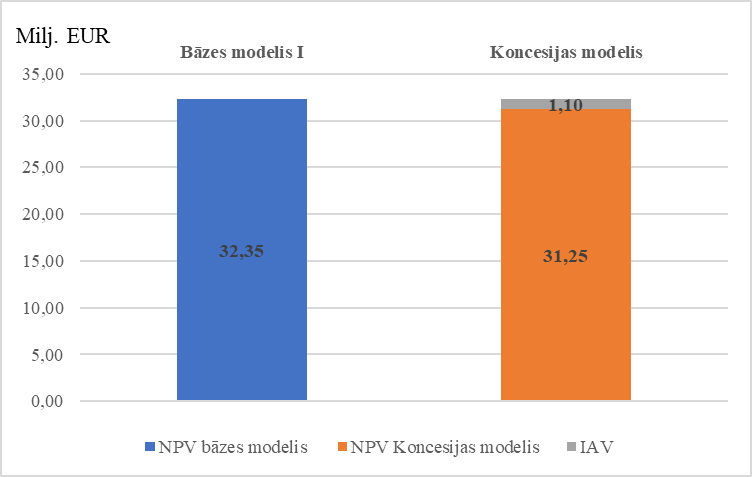 Milj. EUR
Bāzes modelis I
Koncesijas modelis
35,00
30,00
25,00
20,00
15,00
10,00
5,00
0,00
1,10
32,35
31,25
NPV bāzes modelis
NPV Koncesijas modelis
IAV